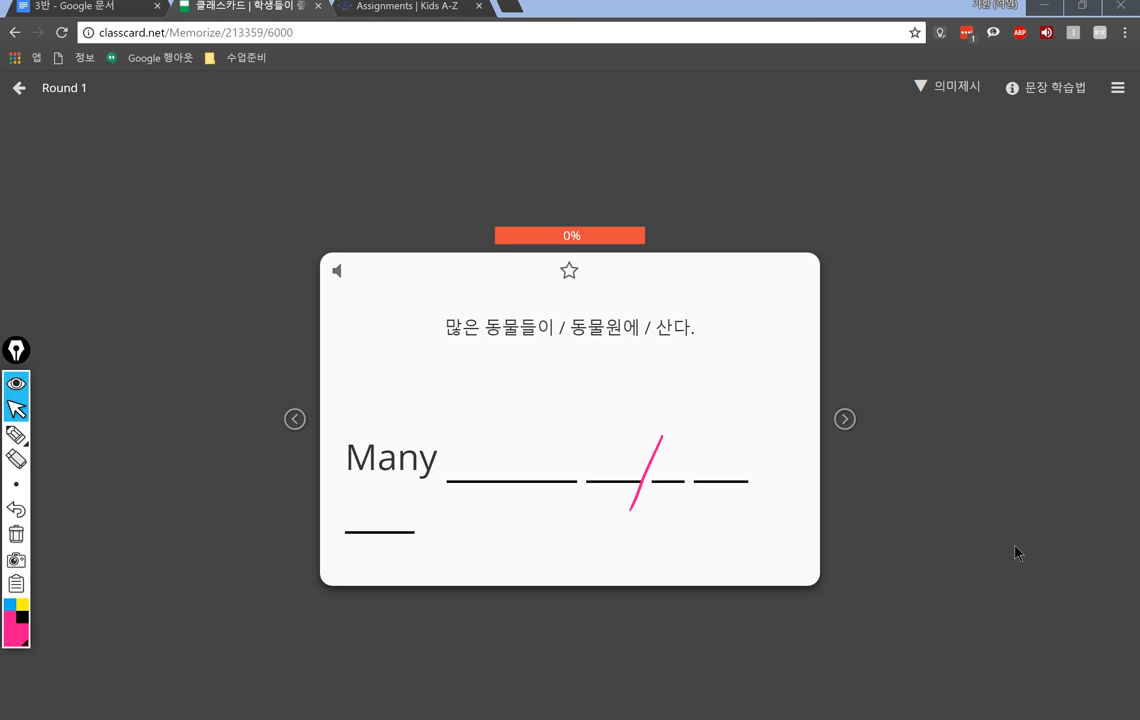 3반 - Google 문서
클래스카드 | 학생들이 즐
Assignments | Kids A-Z
classcard.net/Memorize/213359/6000
1
ABP
앱
정보
Google 행아웃
수업준비
Round 1
의미제시
문장 학습법
0%
많은 동물들이 / 동물원에 / 산다.
Many